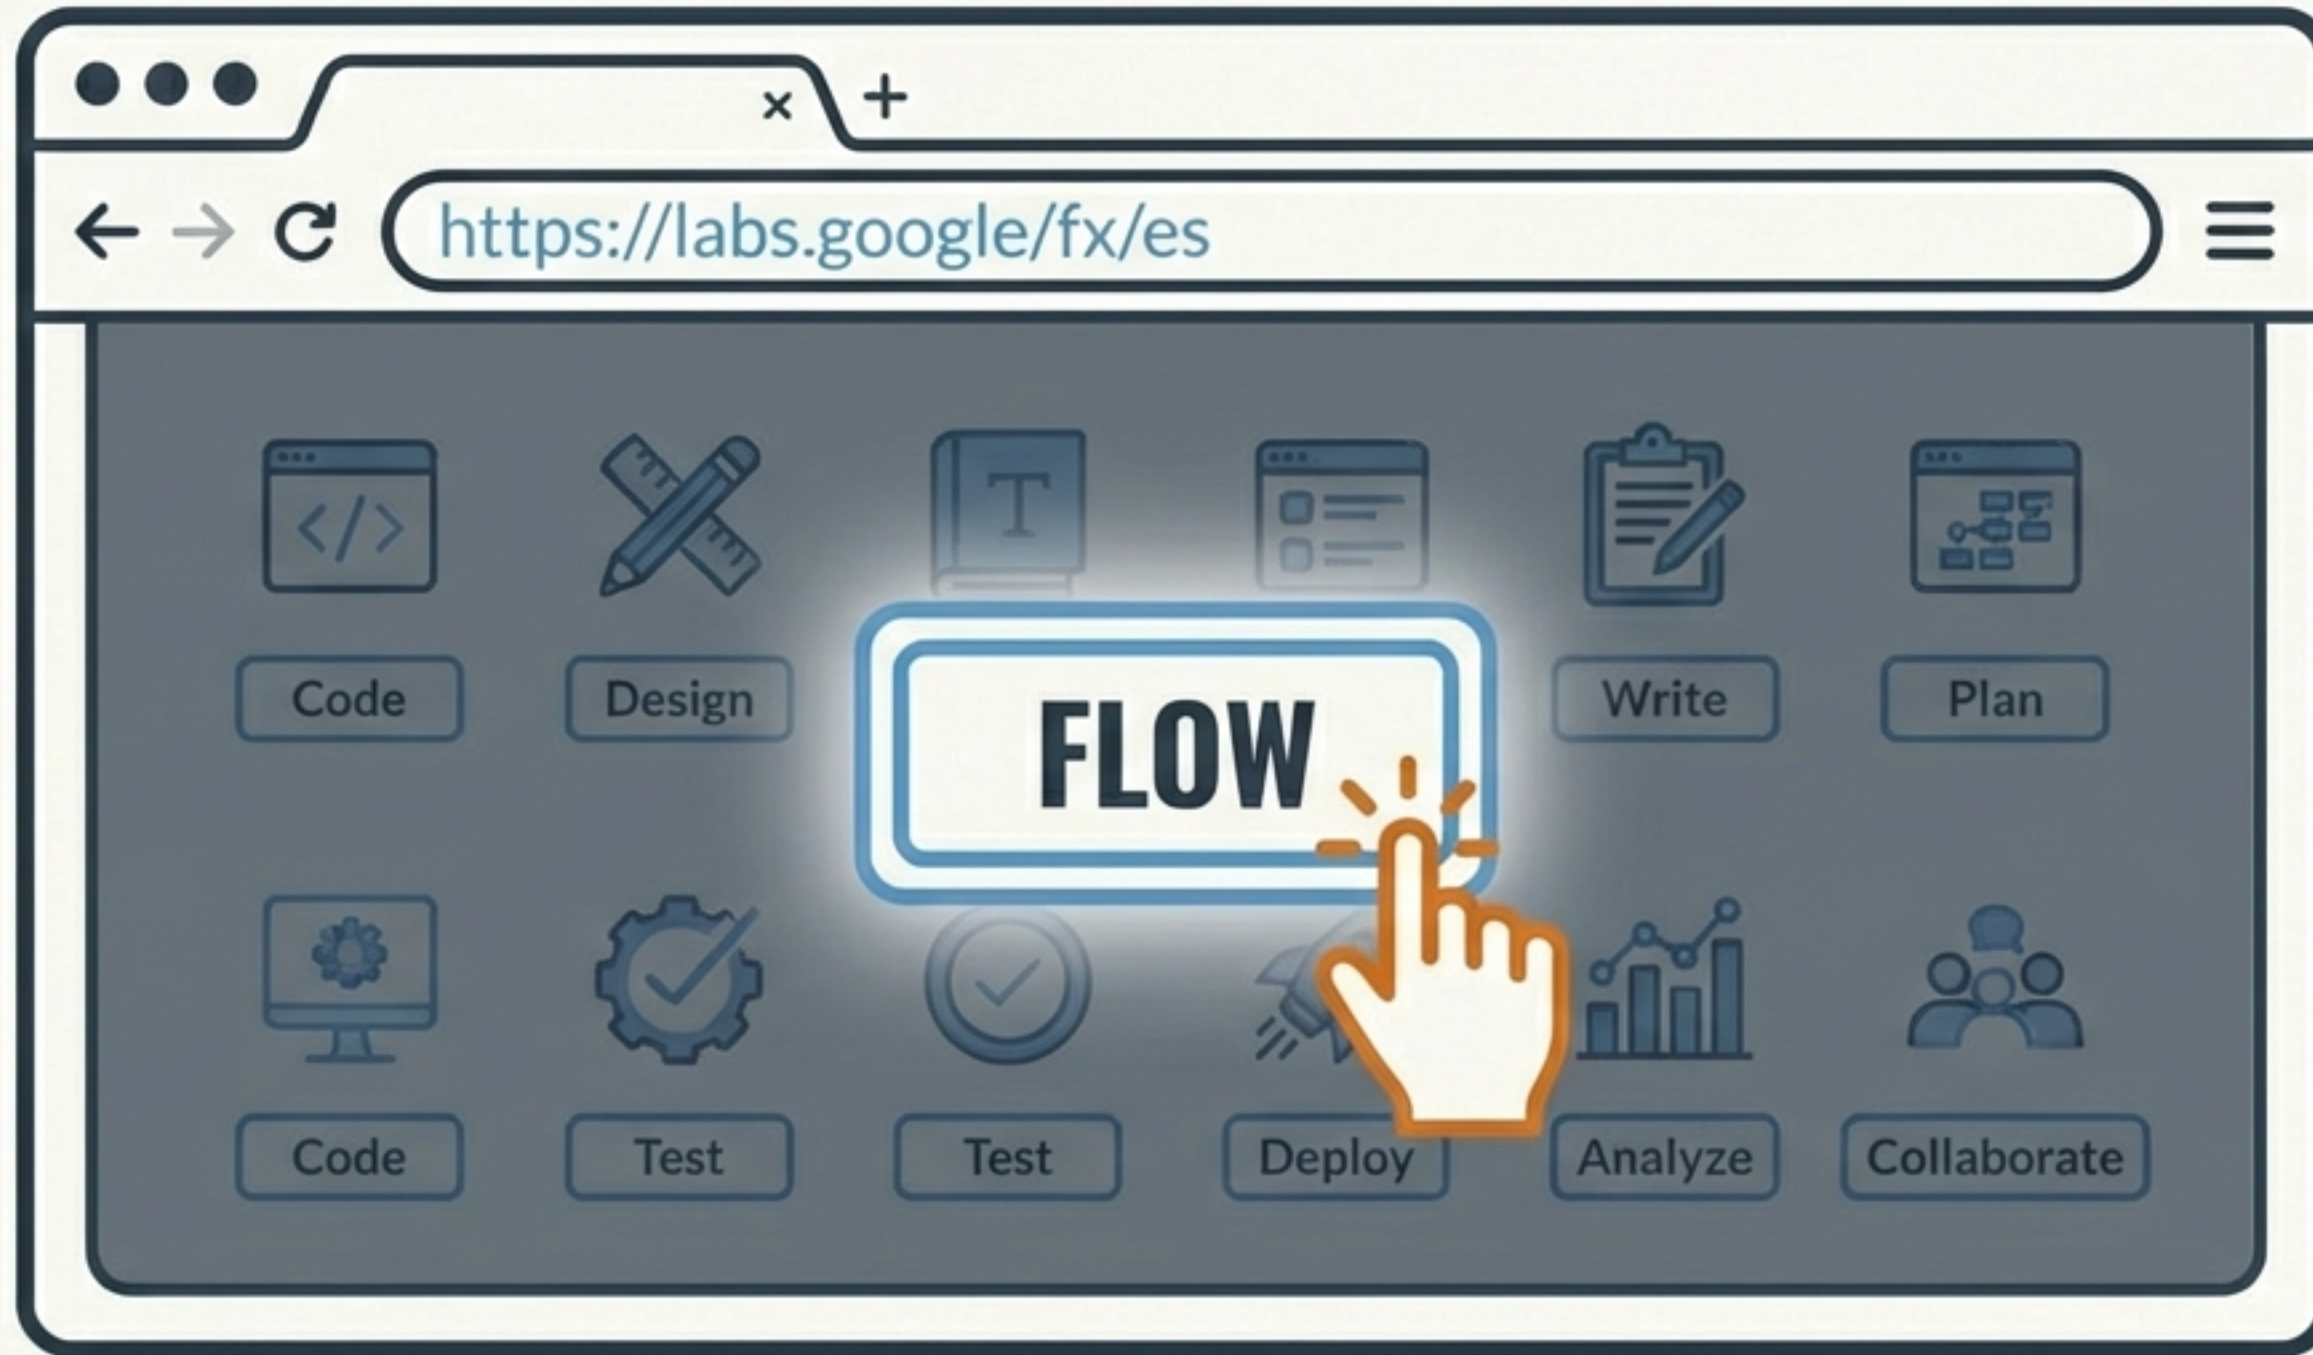 https://labs.google/fx/es
T
</>
Code
Design
FLOW
Write
Plan
Code
Test
Test
Deploy
Analyze
Collaborate